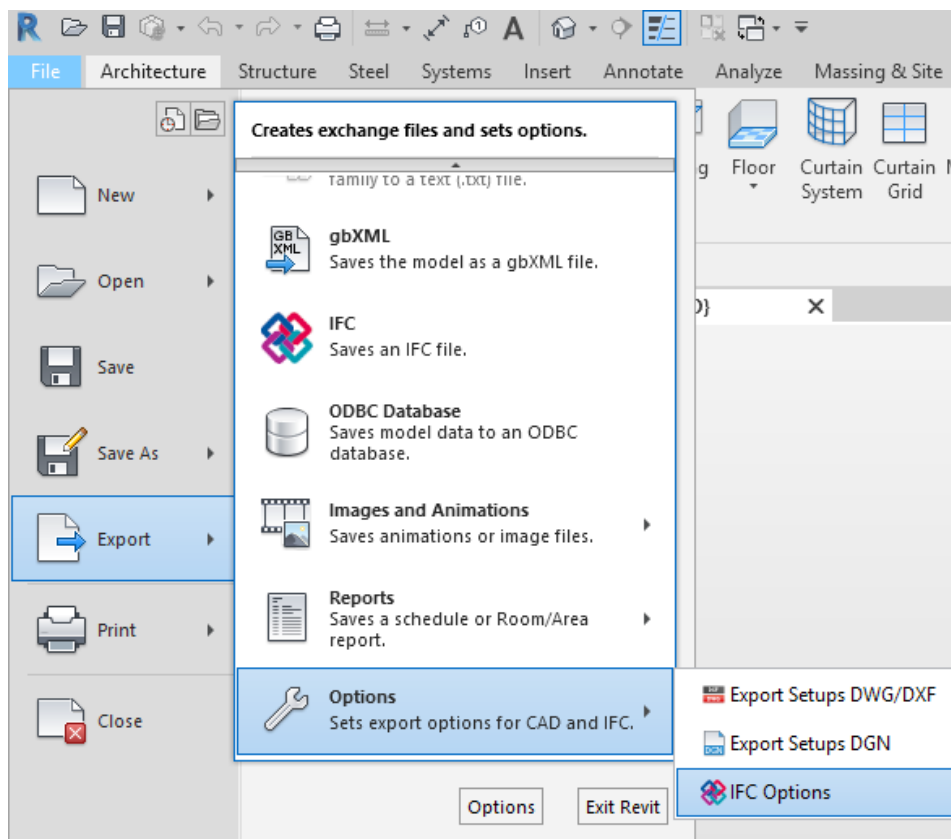 File Architecture Structure Steel Systems Insert Annotate Analyze Massing & Site
Creates exchange files and sets options.
family to a text (.txt) file.
New
Open
Save
Save As
Export
Print
Close
GB
XML
gbXML
Saves the model as a gbXML file.
IFC
Saves an IFC file.
ODBC Database
Saves model data to an ODBC
database.
Images and Animations
Saves animations or image files.
Reports
Saves a schedule or Room/Area
report.
Options
Sets export options for CAD and IFC.
Export Setups DWG/DXF
DGN
Export Setups DGN
IFC Options
Options Exit Revit
g Floor Curtain Curtain
System Grid